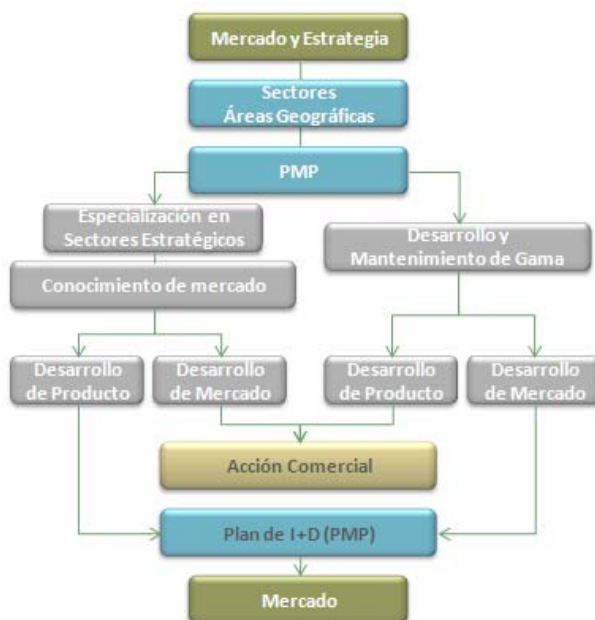 Mercado y Estrategia
Sectores
Áreas Geográficas
PMP
Especialización en
Sectores Estratégicos
Desarrollo y
Mantenimiento de Gama
Conocimiento de mercado
Desarrollo
de Producto
Desarrollo
de Mercado
Desarrollo
de Producto
Desarrollo
de Mercado
Acción Comercial
Plan de I+D (PMP)
Mercado